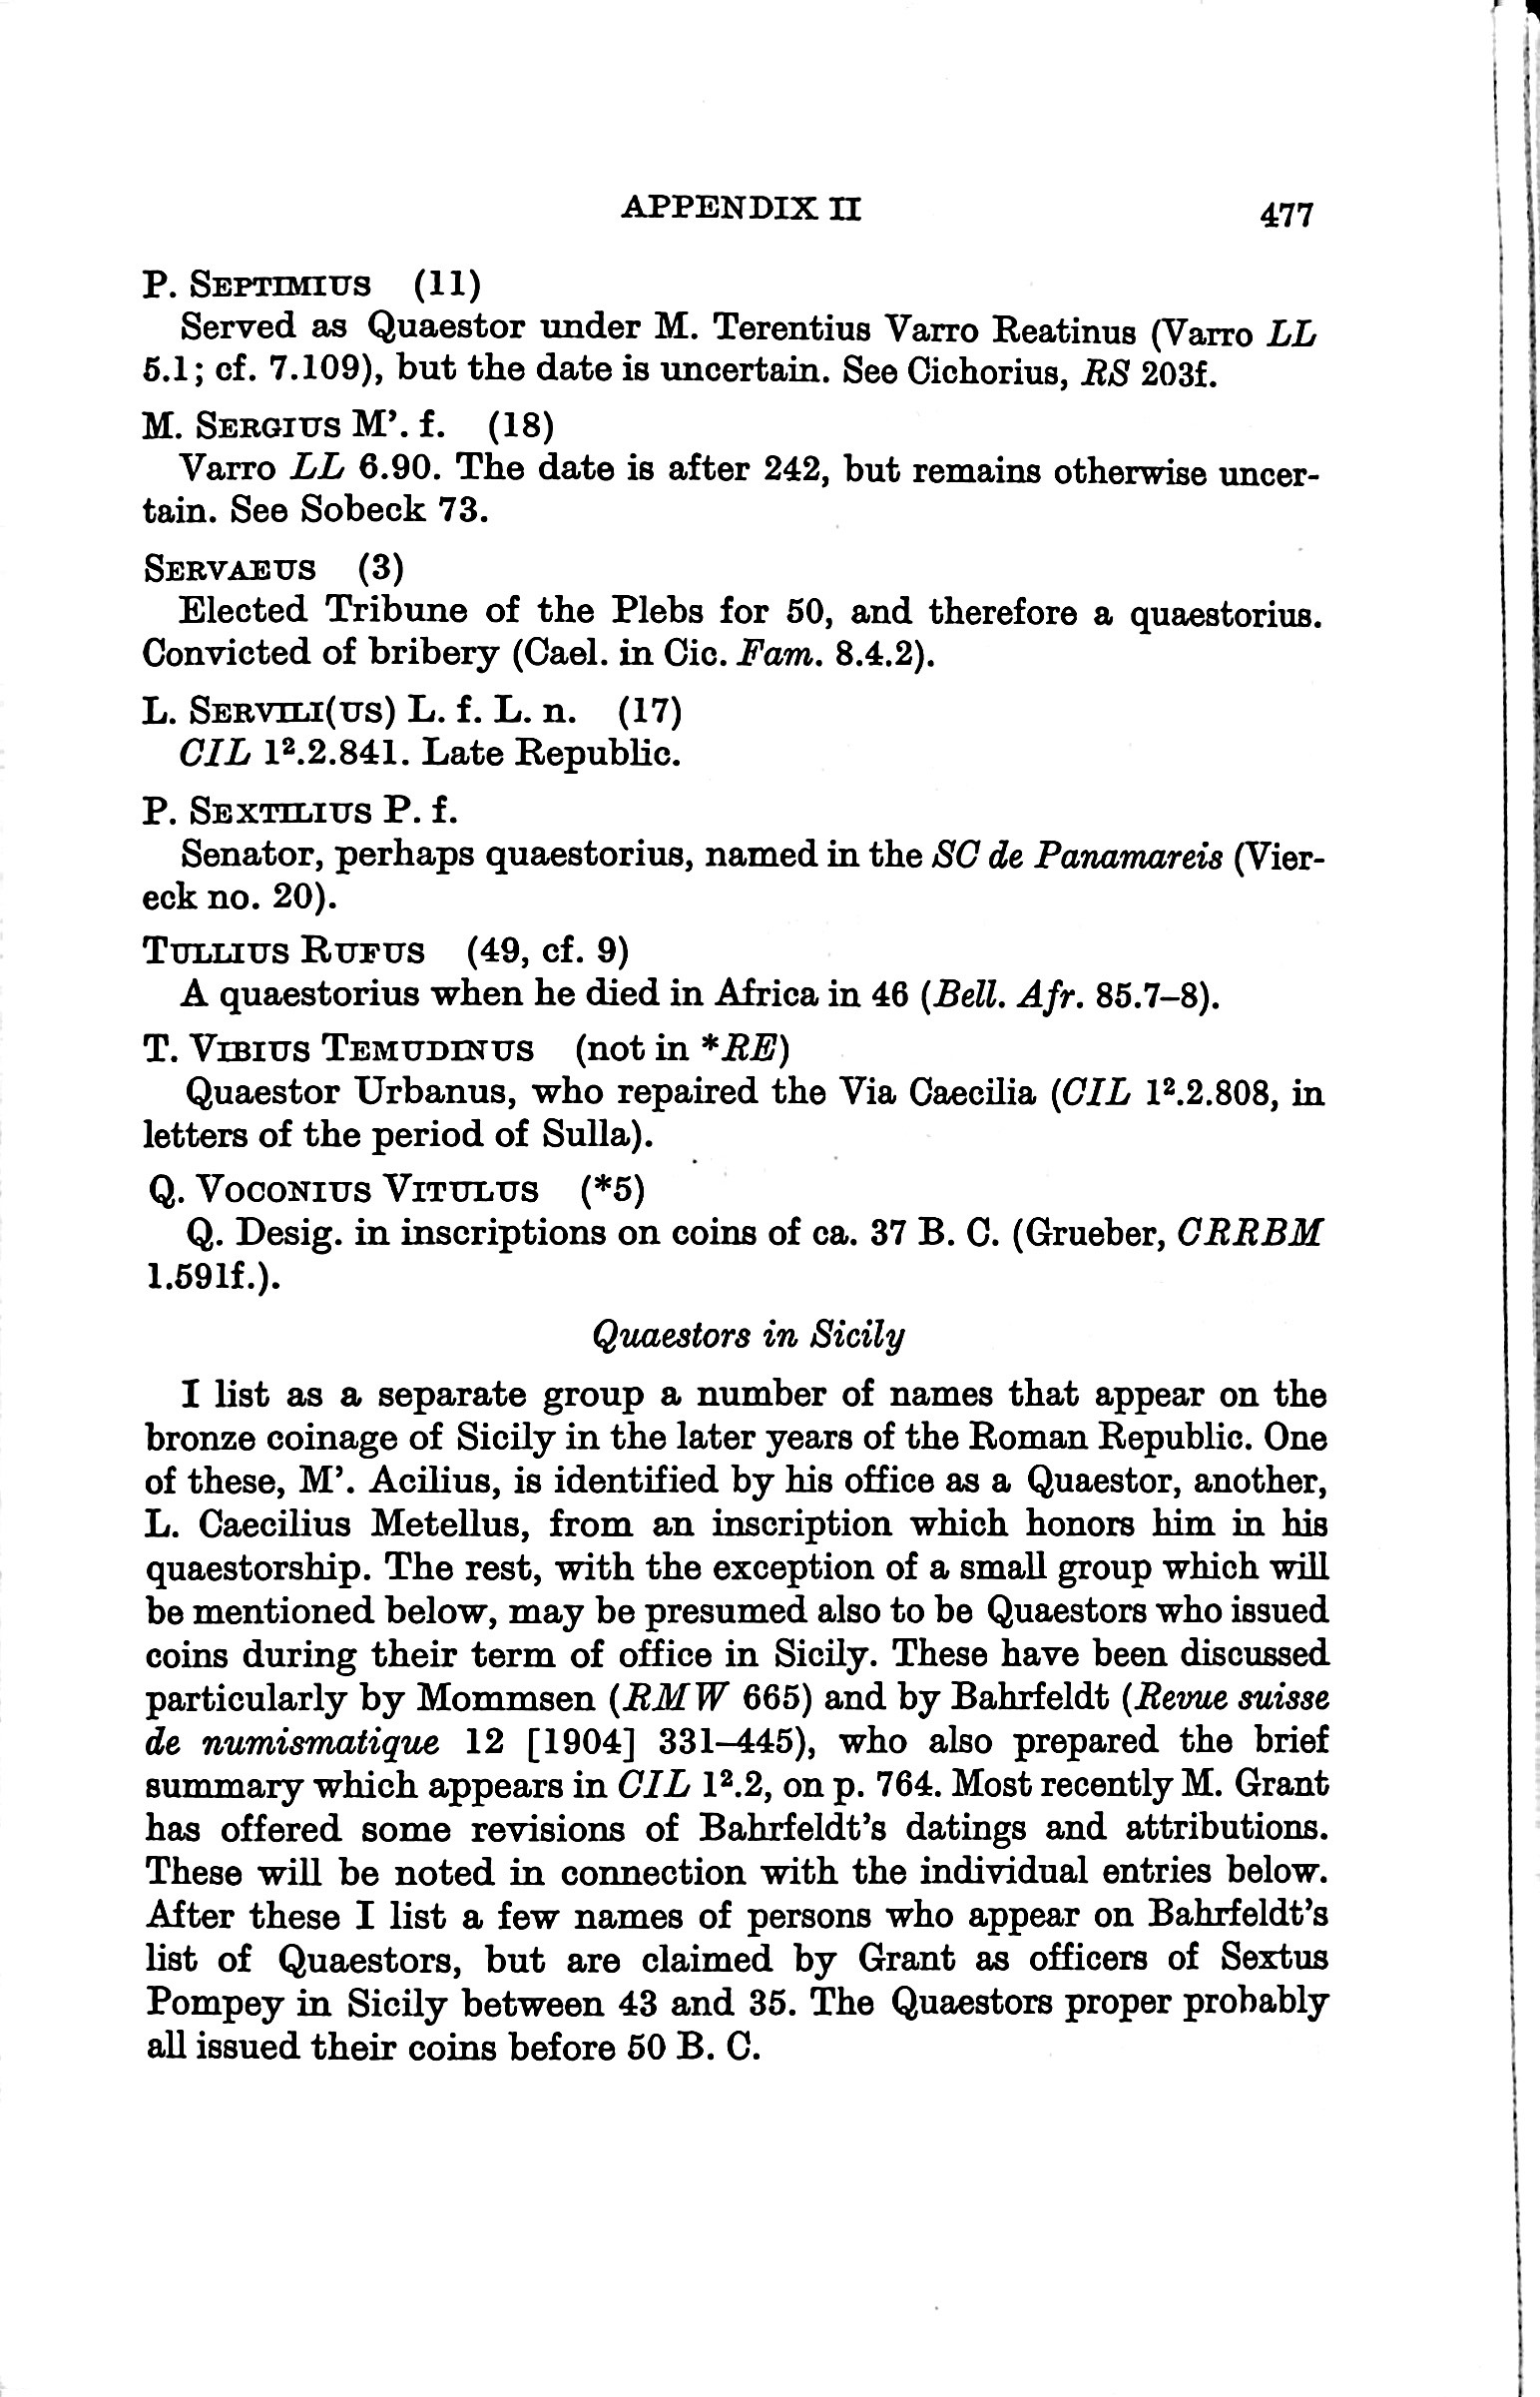 APPENDIX II 477
P. SEPTIMIUS (11)
Served as Quaestor under M. Terentius Varro Reatinus (Varro LL
5.1; cf. 7.109), but the date is uncertain. See Cichorius, RS 203f.
M. SERGIUS M’. f. (18)
Varro LL 6.90. The date is after 242, but remains otherwise uncer-
tain. See Sobeck 73.
SERVAEUS (3)
Elected Tribune of the Plebs for 50, and therefore a quaestorius.
Convicted of bribery (Cael. in Cic. Fam. 8.4.2).
L. SERVILI(US) L. f. L. n. (17)
CIL 1².2.841. Late Republic.
P. SEXTILIUS P. f.
Senator, perhaps quaestorius, named in the SC de Panamareis (Vier-
eck no. 20).
TULLIUS RUFUS (49, cf. 9)
A quaestorius when he died in Africa in 46 (Bell. Afr. 85.7–8).
T. VIBIUS TEMUDINUS (not in *RE)
Quaestor Urbanus, who repaired the Via Caecilia (CIL 1².2.808, in
letters of the period of Sulla).
Q. VOCONIUS VITULUS (*5)
Q. Desig. in inscriptions on coins of ca. 37 B. C. (Grueber, CRRBM
1.591f.).
Quaestors in Sicily
I list as a separate group a number of names that appear on the
bronze coinage of Sicily in the later years of the Roman Republic. One
of these, M’. Acilius, is identified by his office as a Quaestor, another,
L. Caecilius Metellus, from an inscription which honors him in his
quaestorship. The rest, with the exception of a small group which will
be mentioned below, may be presumed also to be Quaestors who issued
coins during their term of office in Sicily. These have been discussed
particularly by Mommsen (RMW 665) and by Bahrfeldt (Revue suisse
de numismatique 12 [1904] 331–445), who also prepared the brief
summary which appears in CIL 1².2, on p. 764. Most recently M. Grant
has offered some revisions of Bahrfeldt’s datings and attributions.
These will be noted in connection with the individual entries below.
After these I list a few names of persons who appear on Bahrfeldt’s
list of Quaestors, but are claimed by Grant as officers of Sextus
Pompey in Sicily between 43 and 35. The Quaestors proper probably
all issued their coins before 50 B. C.